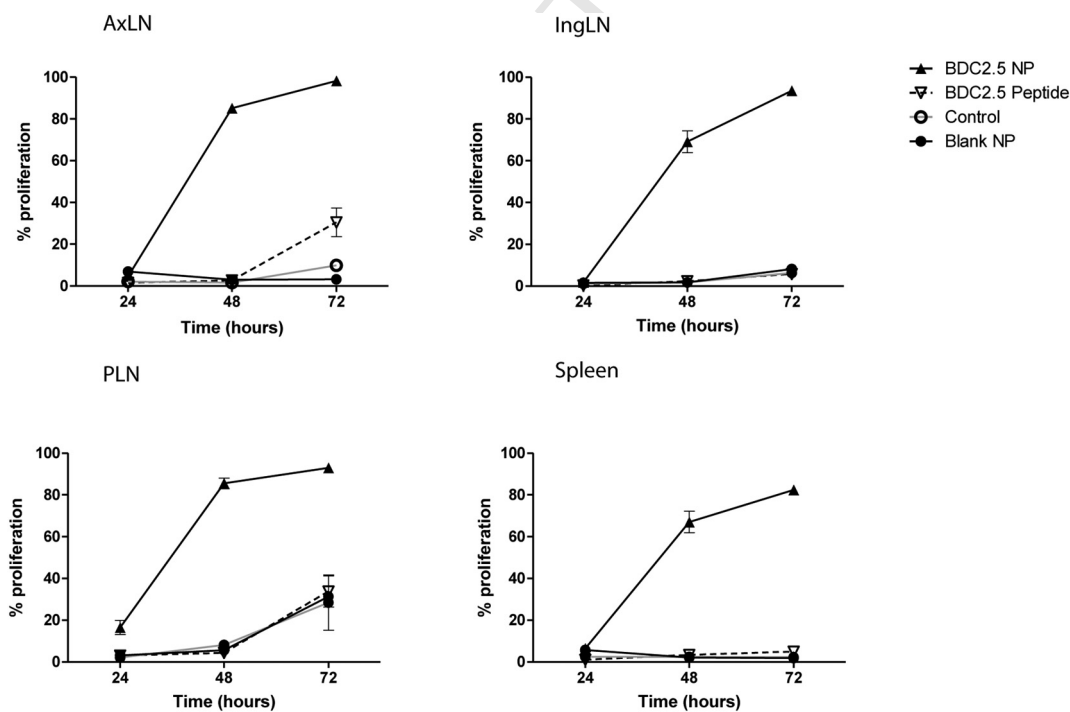 AxLN
100
80
60
40
20
0
% proliferation
24 48 72
Time (hours)
IngLN
100
80
60
40
20
0
% proliferation
24 48 72
Time (hours)
BDC2.5 NP
BDC2.5 Peptide
Control
Blank NP
PLN
100
80
60
40
20
0
% proliferation
24 48 72
Time (hours)
Spleen
100
80
60
40
20
0
% proliferation
24 48 72
Time (hours)